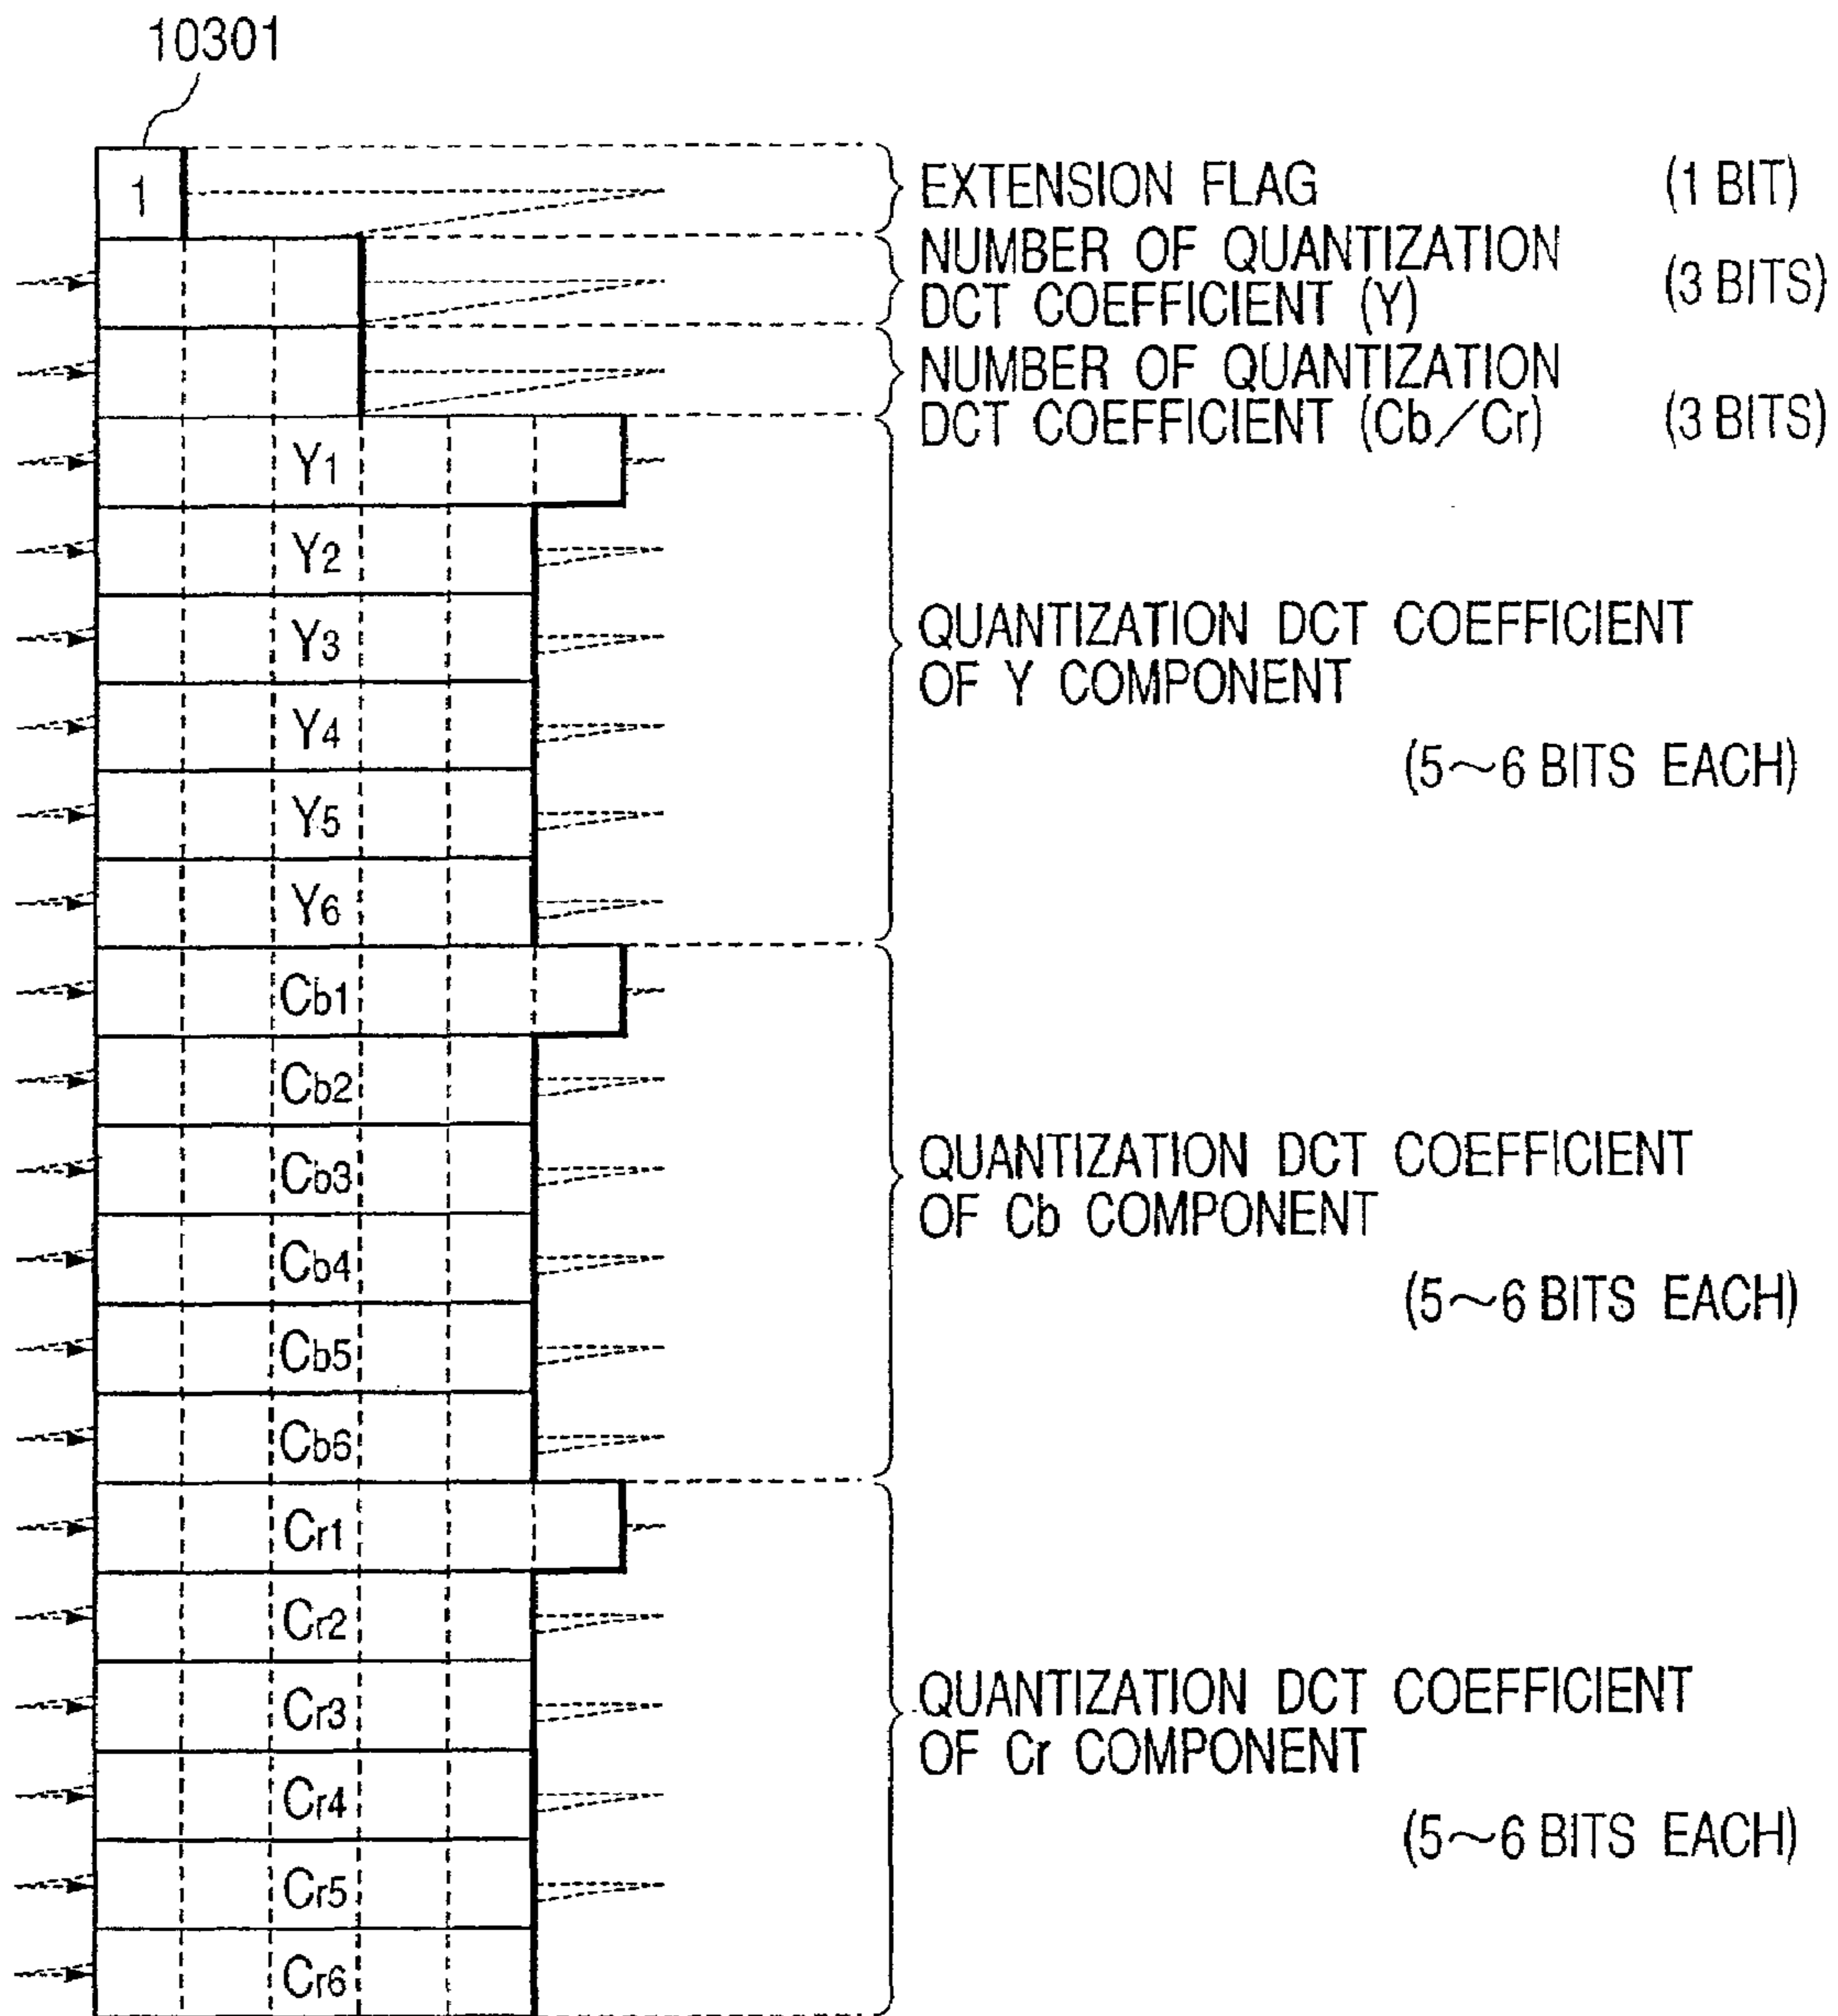 10301
1
EXTENSION FLAG (1 BIT)
NUMBER OF QUANTIZATION
DCT COEFFICIENT (Y) (3 BITS)
NUMBER OF QUANTIZATION
DCT COEFFICIENT (Cb/Cr) (3 BITS)
Y1
Y2
Y3
Y4
Y5
Y6
QUANTIZATION DCT COEFFICIENT
OF Y COMPONENT
(5~6 BITS EACH)
Cb1
Cb2
Cb3
Cb4
Cb5
Cb6
QUANTIZATION DCT COEFFICIENT
OF Cb COMPONENT
(5~6 BITS EACH)
Cr1
Cr2
Cr3
Cr4
Cr5
Cr6
QUANTIZATION DCT COEFFICIENT
OF Cr COMPONENT
(5~6 BITS EACH)